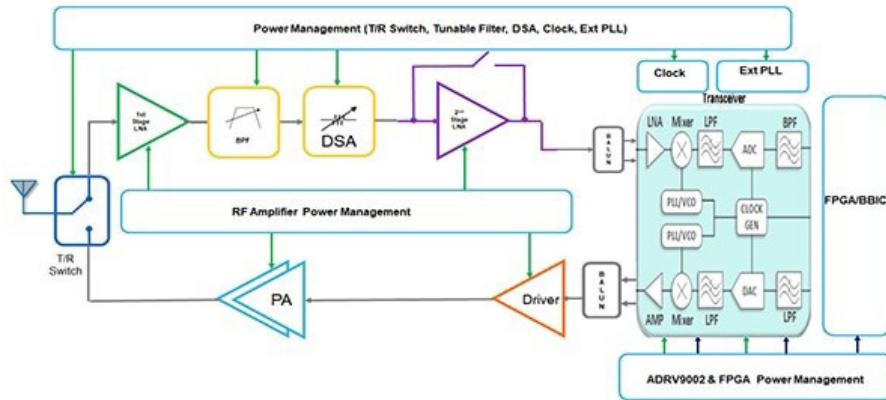 Power Management (T/R Switch, Tunable Filter, DSA, Clock, Ext PLL)
Clock
Ext PLL
Transceiver
1st
Stage
LNA
BPF
DSA
2nd
Stage
LNA
BALUN
LNA
Mixer
LPF
ADC
BPF
FPGA/BBIC
PLL/VCO
PLL/VCO
CLOCK
GEN
RF Amplifier Power Management
T/R
Switch
PA
Driver
BALUN
AMP
Mixer
LPF
DAC
LPF
ADRV9002 & FPGA Power Management